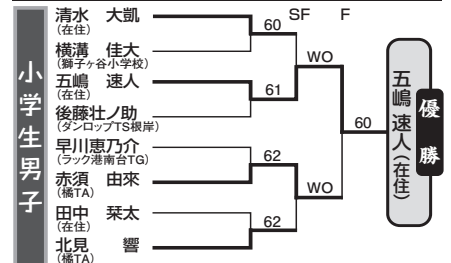 小学生男子
SF F
清水 大凱
(在住)
60
横溝 佳大
(獅子ヶ谷小学校)
WO
五嶋 速人
(在住)
61
後藤壮ノ助
(ダンロップTS根岸)
60
早川恵乃介
(ラック港南台TG)
62
赤須 由來
(橘TA)
WO
田中 栞太
(在住)
62
北見 響
(橘TA)
五嶋 速人(在住)
優勝